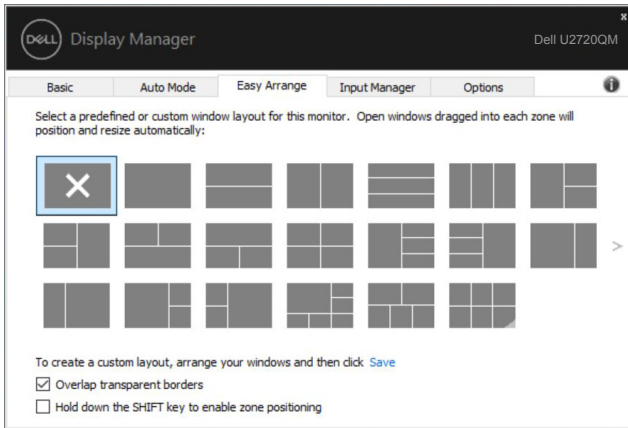 x
DELL Display Manager
Dell U2720QM
Basic Auto Mode Easy Arrange Input Manager Options
Select a predefined or custom window layout for this monitor. Open windows dragged into each zone will
position and resize automatically:
To create a custom layout, arrange your windows and then click Save
Overlap transparent borders
Hold down the SHIFT key to enable zone positioning